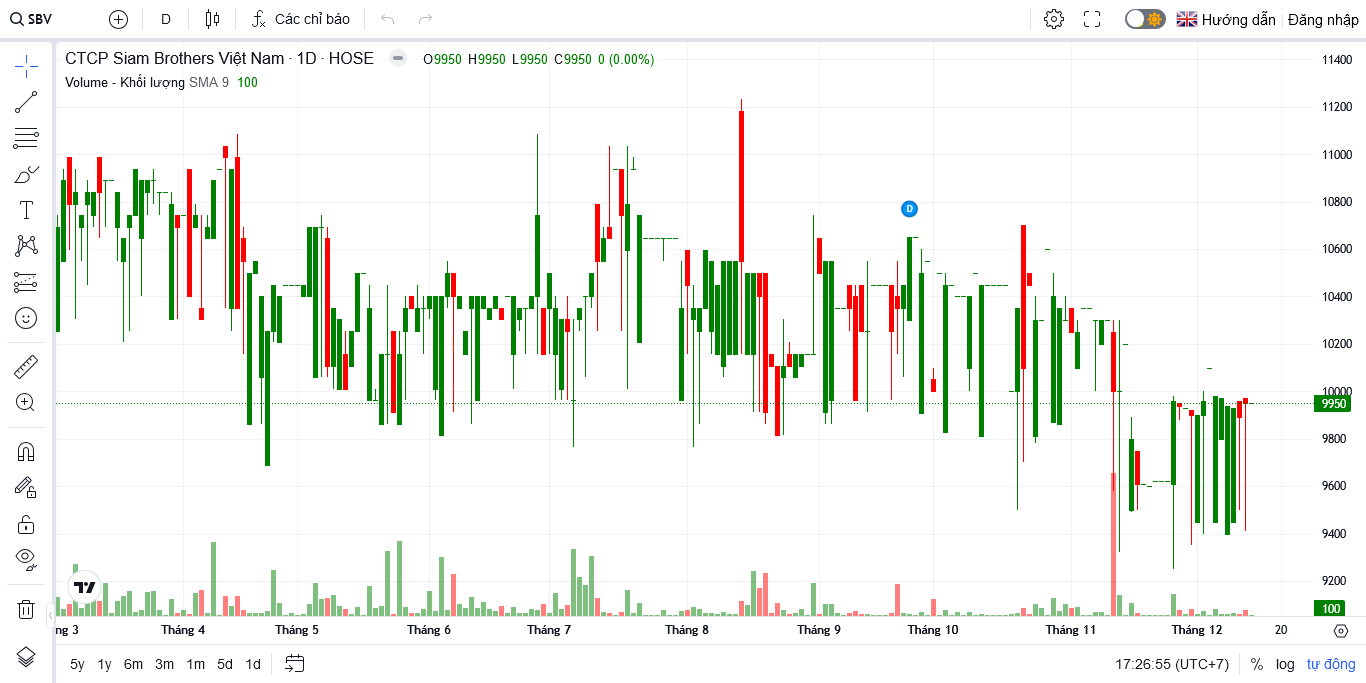 SBV D Các chỉ báo Hướng dẫn Đăng nhập
CTCP Siam Brothers Việt Nam · 1D · HOSE O9950 H9950 L9950 C9950 0 (0.00%)
Volume - Khối lượng SMA 9 100
11400
11200
11000
10800
D
10600
10400
10200
10000
9950
9800
9600
9400
9200
100
ng 3 Tháng 4 Tháng 5 Tháng 6 Tháng 7 Tháng 8 Tháng 9 Tháng 10 Tháng 11 Tháng 12 20
5y 1y 6m 3m 1m 5d 1d 17:26:55 (UTC+7) % log tự động